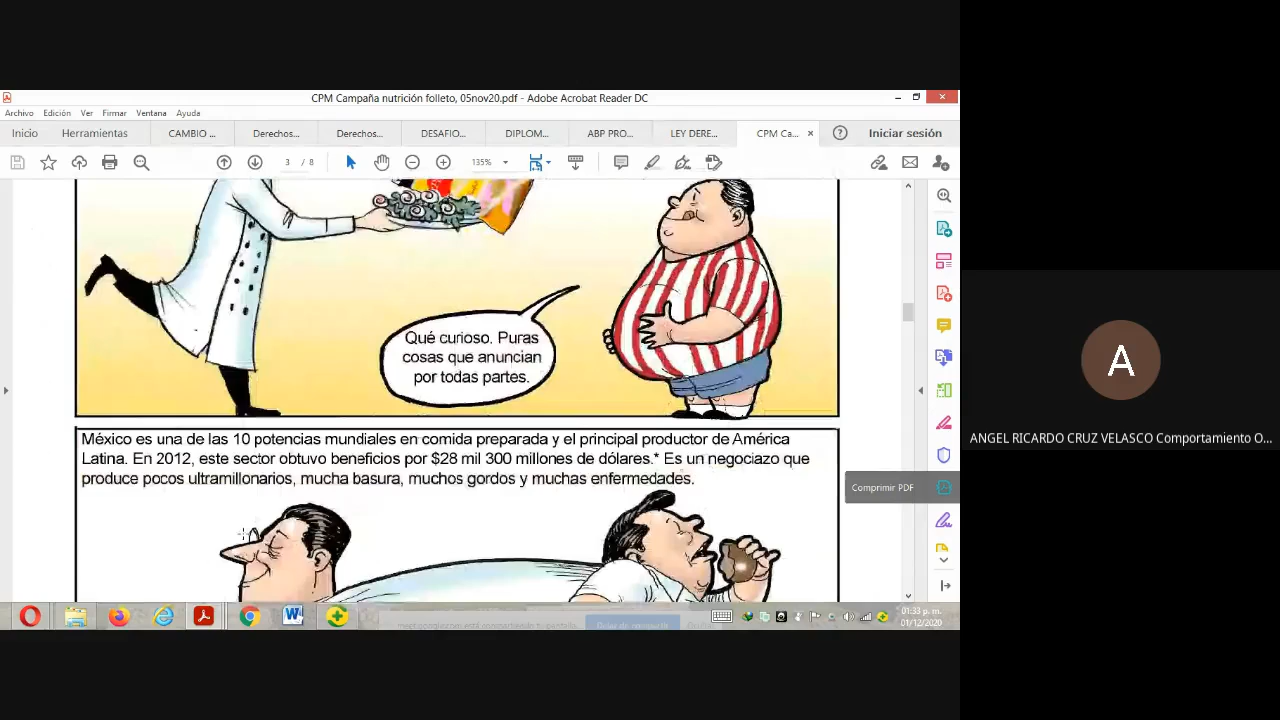 CPM Campaña nutrición folleto, 05nov20.pdf - Adobe Acrobat Reader DC
Archivo Edición Ver Firmar Ventana Ayuda
Inicio Herramientas CAMBIO ... Derechos... Derechos... DESAFIO... DIPLOM... ABP PRO... LEY DERE... CPM Ca... × Iniciar sesión
3 / 8 135%
Qué curioso. Puras
cosas que anuncian
por todas partes.
México es una de las 10 potencias mundiales en comida preparada y el principal productor de América
Latina. En 2012, este sector obtuvo beneficios por $28 mil 300 millones de dólares.* Es un negociazo que
produce pocos ultramillonarios, mucha basura, muchos gordos y muchas enfermedades.
Comprimir PDF
A
ANGEL RICARDO CRUZ VELASCO Comportamiento O...
01:33 p. m.
01/12/2020